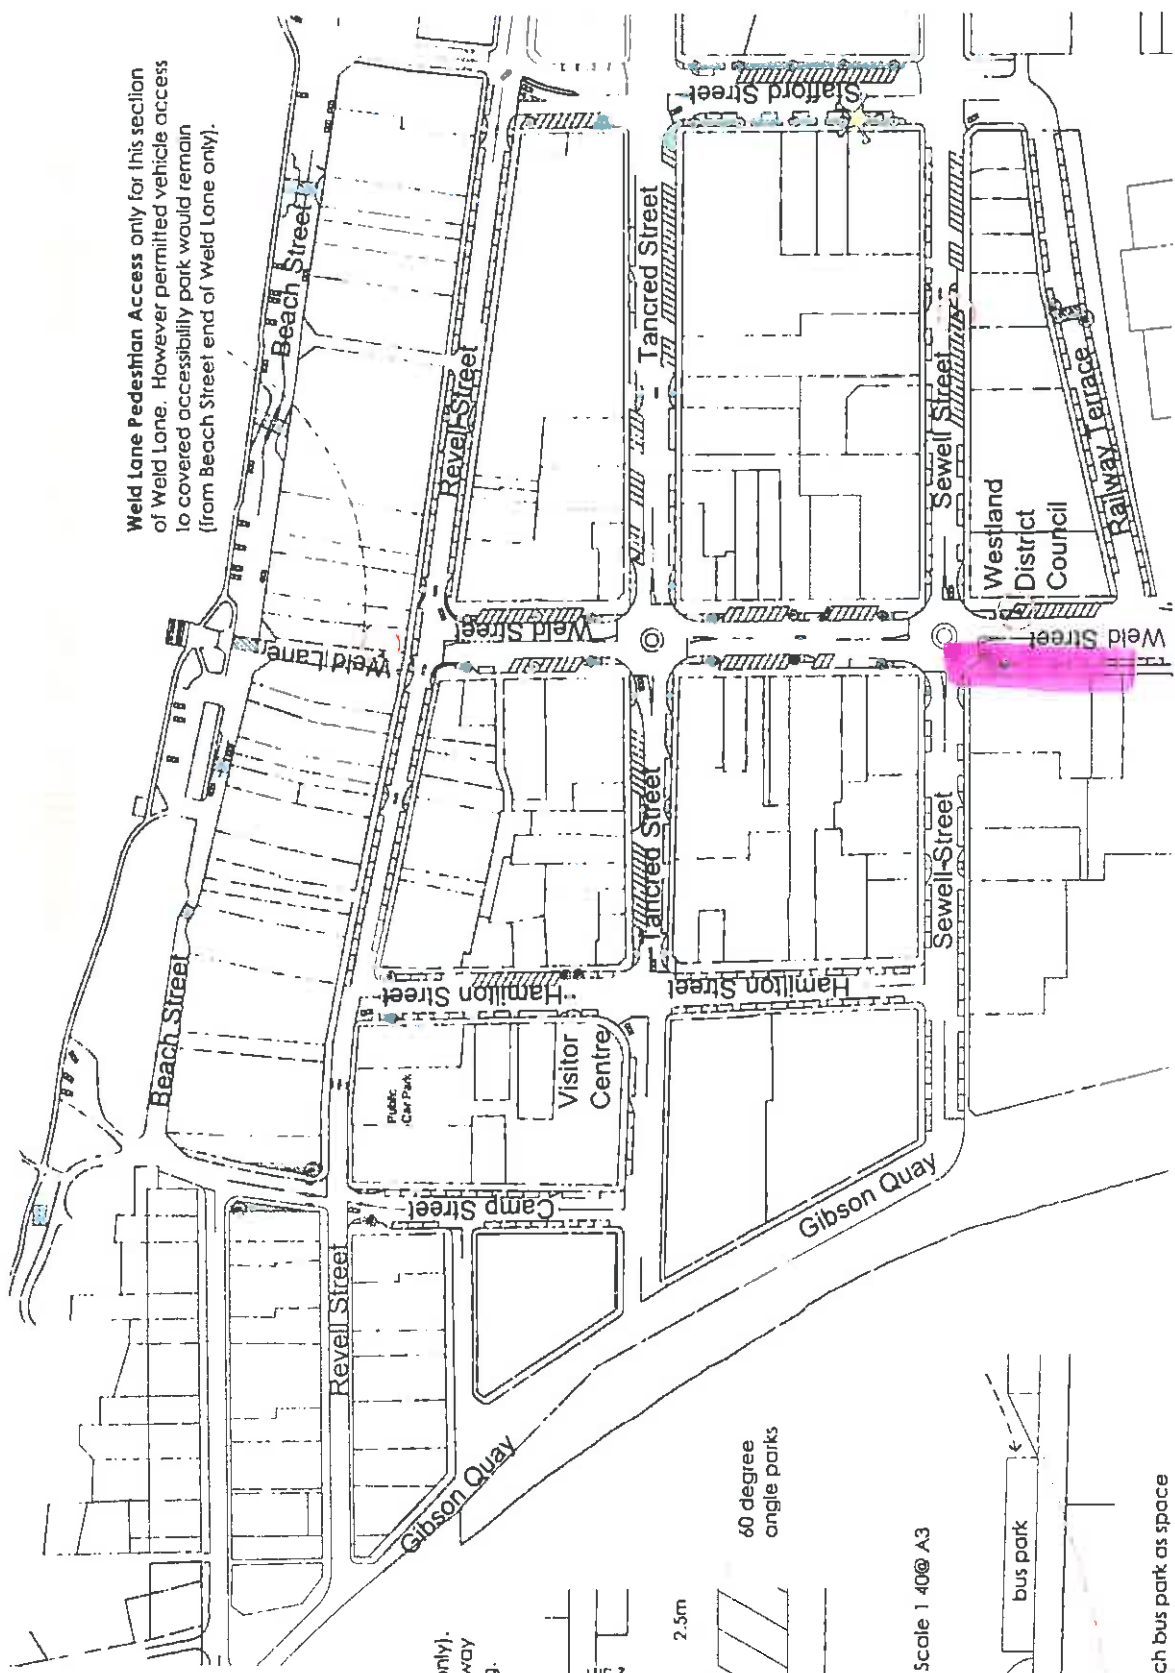 Weld Lane Pedestrian Access only for this section
of Weld Lane. However permitted vehicle access
to covered accessibility park would remain
(from Beach Street end of Weld Lane only).
Beach Street
Beach Street
Weld Lane
Revell Street
Revell Street
Stafford Street
Tancred Street
Tancred Street
Weld Street
Weld Street
Sewell Street
Sewell Street
Railway Terrace
Westland
District
Council
Hamilton Street
Hamilton Street
Public
Car Park
Visitor
Centre
Camp Street
Gibson Quay
Gibson Quay
only).
way
g.
2.5m
60 degree
angle parks
Scale 1 40@ A3
bus park
ch bus park as space